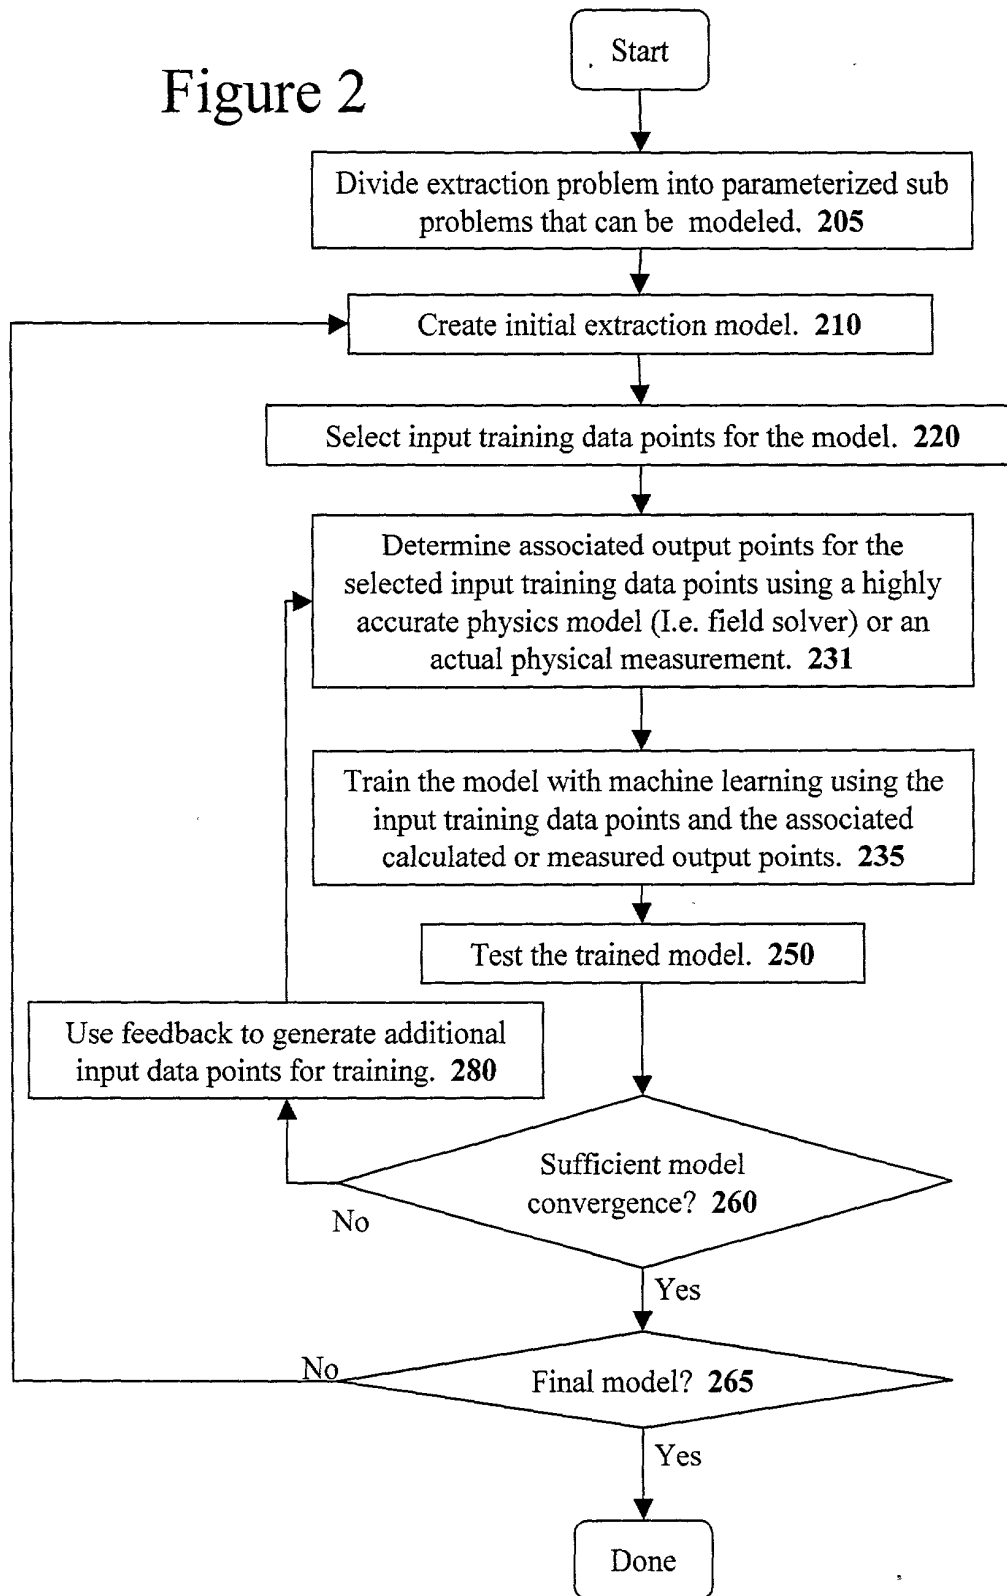 Start
Figure 2
Divide extraction problem into parameterized sub
problems that can be modeled. 205
Create initial extraction model. 210
Select input training data points for the model. 220
Determine associated output points for the
selected input training data points using a highly
accurate physics model (I.e. field solver) or an
actual physical measurement. 231
Train the model with machine learning using the
input training data points and the associated
calculated or measured output points. 235
Test the trained model. 250
Use feedback to generate additional
input data points for training. 280
Sufficient model
convergence? 260
No
Yes
No
Final model? 265
Yes
Done